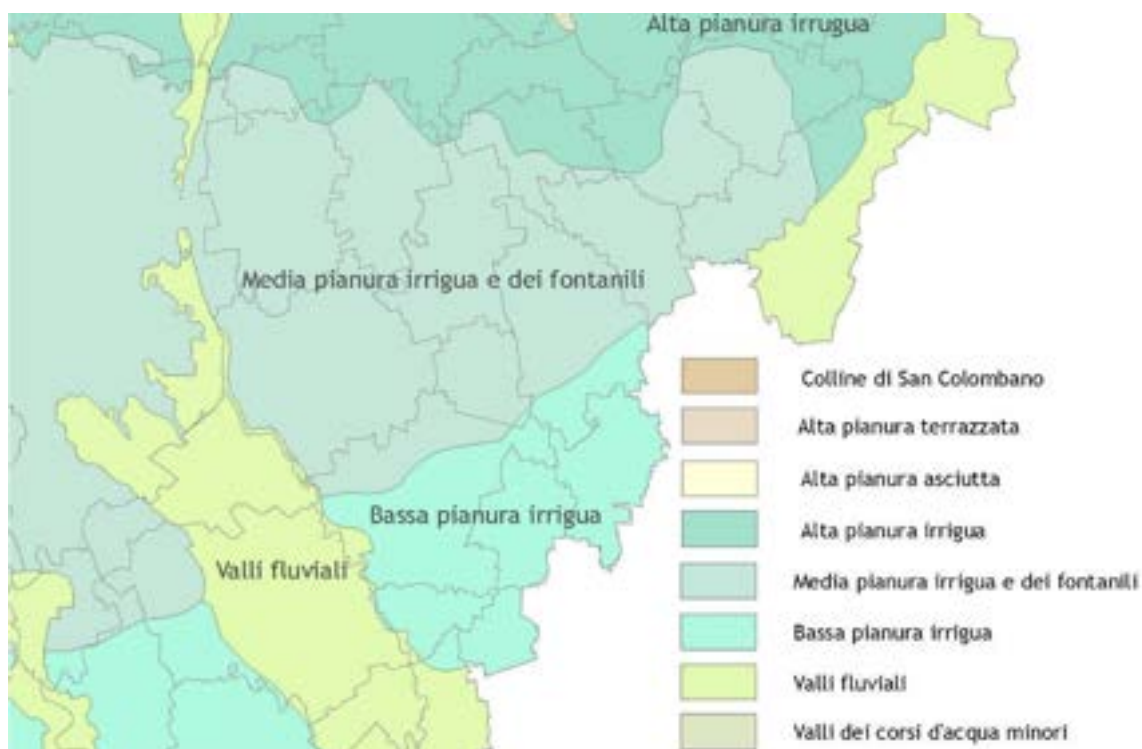 Alta pianura irrugua
Media pianura irrigua e dei fontanili
Bassa pianura irrigua
Valli fluviali
Colline di San Colombano
Alta pianura terrazzata
Alta pianura asciutta
Alta pianura irrigua
Media pianura irrigua e dei fontanili
Bassa pianura irrigua
Valli fluviali
Valli dei corsi d'acqua minori